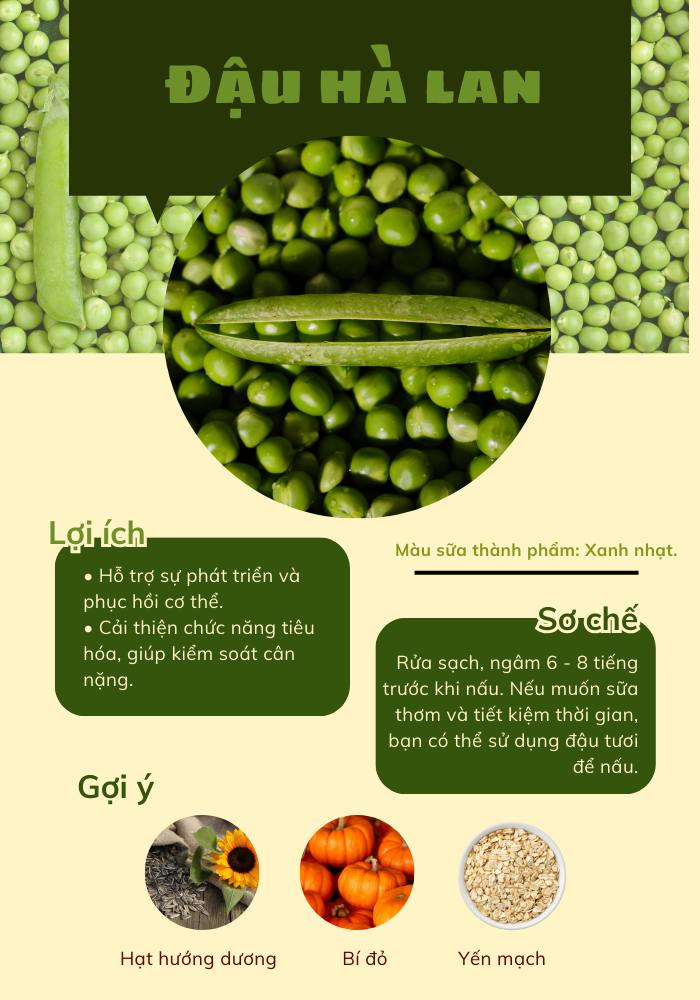 Đậu hà lan
Lợi ích
• Hỗ trợ sự phát triển và
phục hồi cơ thể.
• Cải thiện chức năng tiêu
hóa, giúp kiểm soát cân
nặng.
Màu sữa thành phẩm: Xanh nhạt.
Sơ chế
Rửa sạch, ngâm 6 - 8 tiếng
trước khi nấu. Nếu muốn sữa
thơm và tiết kiệm thời gian,
bạn có thể sử dụng đậu tươi
để nấu.
Gợi ý
Hạt hướng dương
Bí đỏ
Yến mạch